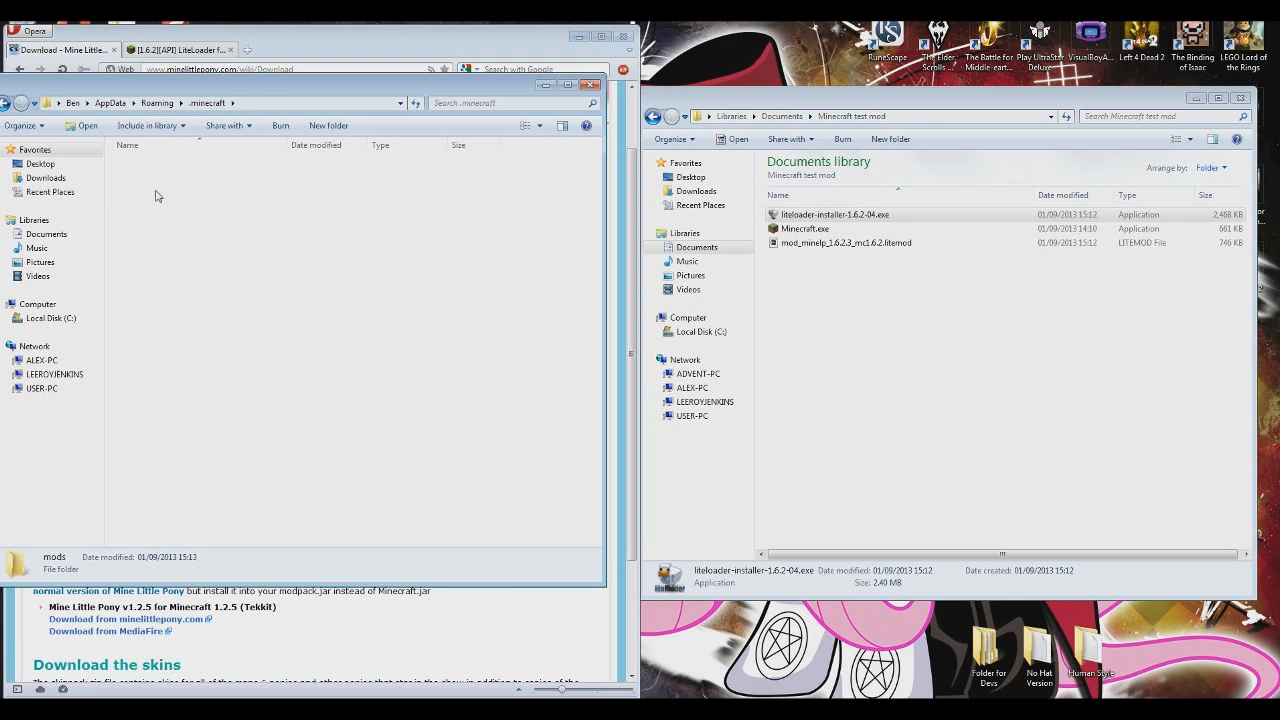 Opera
Download - Mine Little...
[1.6.2][API] LiteLoader f...
Web
www.minelittlepony.com/wiki/Download
Search with Google
Ben
AppData
Roaming
.minecraft
Search .minecraft
Organize
Open
Include in library
Share with
Burn
New folder
Name
Date modified
Type
Size
Favorites
Desktop
Downloads
Recent Places
Libraries
Documents
Music
Pictures
Videos
Computer
Local Disk (C:)
Network
ALEX-PC
LEEROYJENKINS
USER-PC
mods
Date modified: 01/09/2013 15:13
File folder
normal version of Mine Little Pony but install it into your modpack.jar instead of Minecraft.jar
Mine Little Pony v1.2.5 for Minecraft 1.2.5 (Tekkit)
Download from minelittlepony.com
Download from MediaFire
Download the skins
RuneScape
The Elder Scrolls ...
The Battle for Middle-eart...
Play UltraStar Deluxe
VisualBoyA...
Left 4 Dead 2
The Binding of Isaac
LEGO Lord of the Rings
Libraries
Documents
Minecraft test mod
Search Minecraft test mod
Organize
Open
Share with
Burn
New folder
Favorites
Desktop
Downloads
Recent Places
Libraries
Documents
Music
Pictures
Videos
Computer
Local Disk (C:)
Network
ADVENT-PC
ALEX-PC
LEEROYJENKINS
USER-PC
Documents library
Minecraft test mod
Arrange by: Folder
Name
Date modified
Type
Size
liteloader-installer-1.6.2-04.exe 01/09/2013 15:12 Application 2,468 KB
Minecraft.exe 01/09/2013 14:10 Application 661 KB
mod_minelp_1.6.2.3_mc1.6.2.litemod 01/09/2013 15:12 LITEMOD File 746 KB
liteloader-installer-1.6.2-04.exe Date modified: 01/09/2013 15:12 Date created: 01/09/2013 15:12
Application Size: 2.40 MB
Folder for Devs
No Hat Version
Human Style